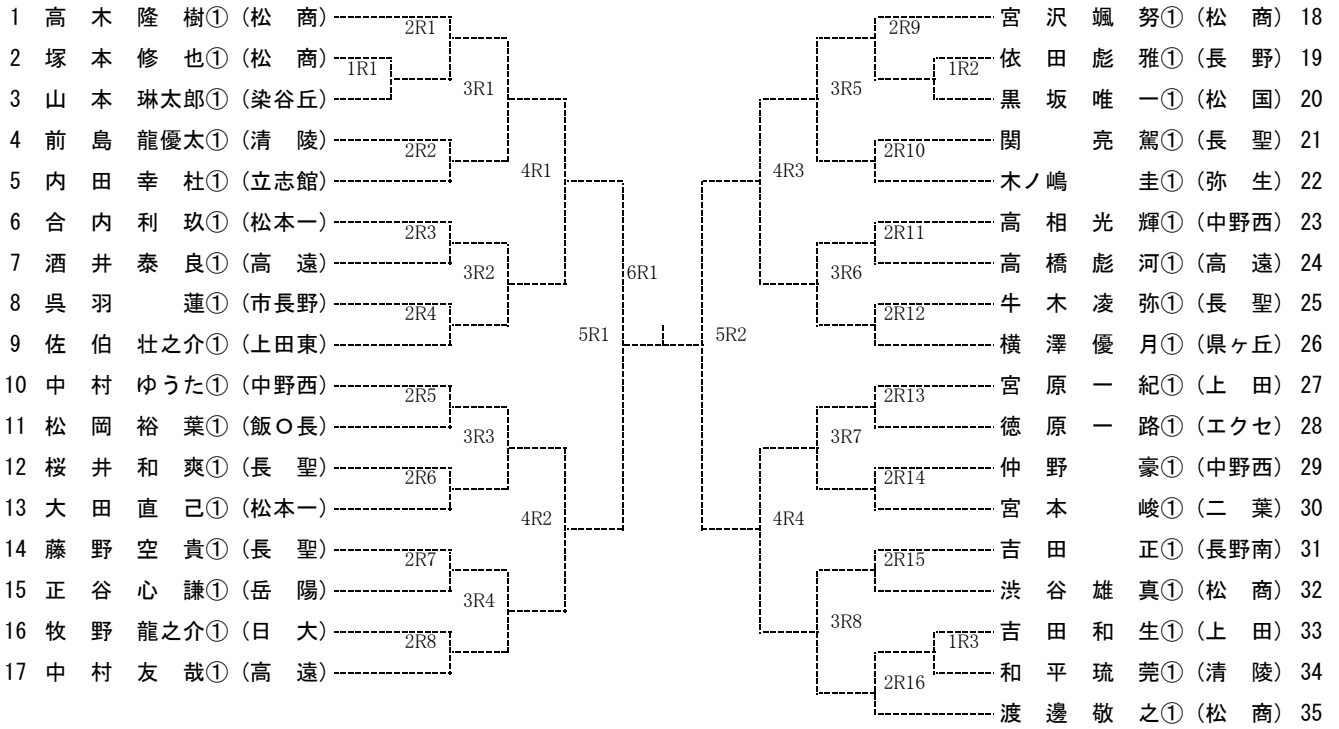 1 高木隆樹① (松商)
2 塚本修也① (松商)
3 山本琳太郎① (染谷丘)
4 前島龍優太① (清陵)
5 内田幸杜① (立志館)
6 合内利玖① (松本一)
7 酒井泰良① (高遠)
8 呉羽蓮① (市長野)
9 佐伯壮之介① (上田東)
10 中村ゆうた① (中野西)
11 松岡裕葉① (飯O長)
12 桜井和爽① (長聖)
13 大田直己① (松本一)
14 藤野空貴① (長聖)
15 正谷心謙① (岳陽)
16 牧野龍之介① (日大)
17 中村友哉① (高遠)
2R1
1R1
3R1
2R2
4R1
2R3
3R2
2R4
5R1
2R5
3R3
2R6
4R2
2R7
3R4
2R8
6R1
2R9
1R2
3R5
2R10
4R3
2R11
3R6
2R12
5R2
2R13
3R7
2R14
4R4
2R15
3R8
1R3
2R16
宮沢颯努① (松商) 18
依田彪雅① (長野) 19
黒坂唯一① (松国) 20
関亮駕① (長聖) 21
木ノ嶋圭① (弥生) 22
高相光輝① (中野西) 23
高橋彪河① (高遠) 24
牛木凌弥① (長聖) 25
横澤優月① (県ヶ丘) 26
宮原一紀① (上田) 27
徳原一路① (エクセ) 28
仲野豪① (中野西) 29
宮本峻① (二葉) 30
吉田正① (長野南) 31
渋谷雄真① (松商) 32
吉田和生① (上田) 33
和平琉莞① (清陵) 34
渡邊敬之① (松商) 35